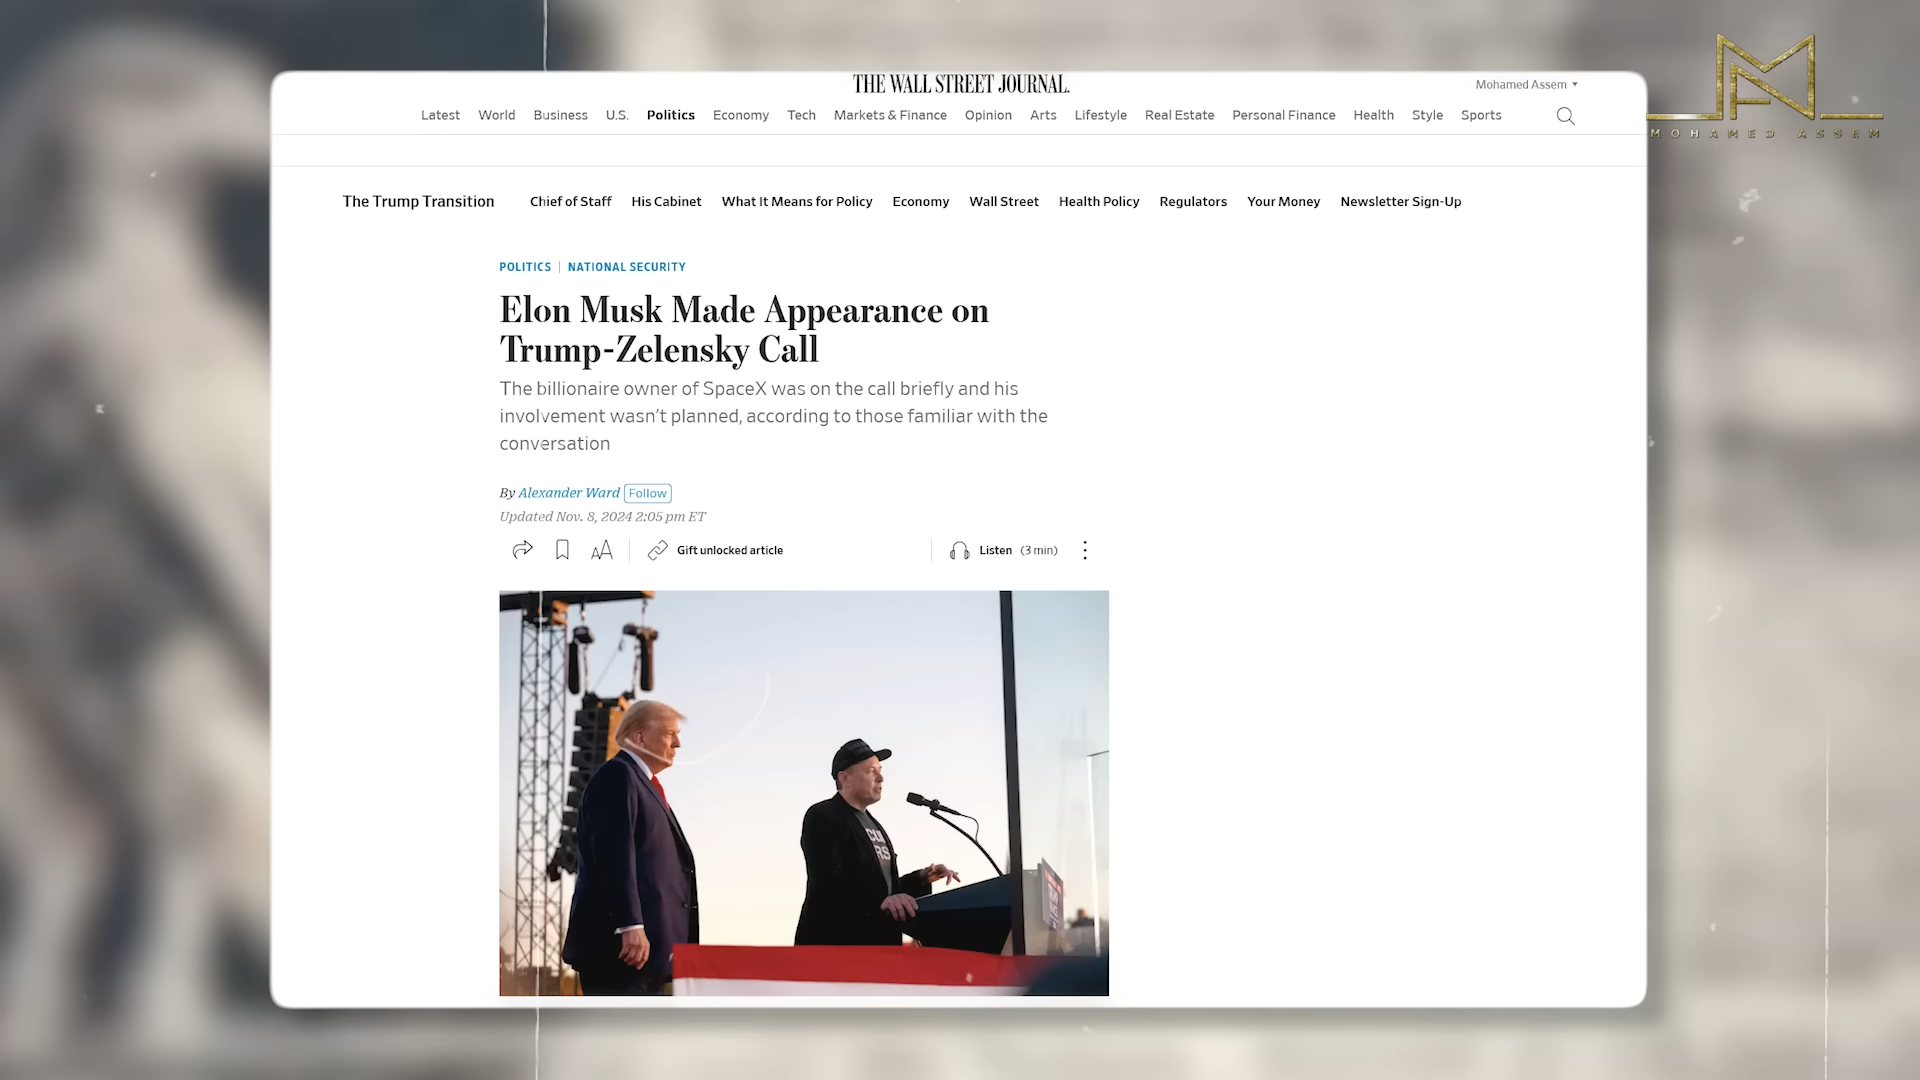 THE WALL STREET JOURNAL.
Mohamed Assem
Latest World Business U.S. Politics Economy Tech Markets & Finance Opinion Arts Lifestyle Real Estate Personal Finance Health Style Sports
MOHAMED ASSEM
The Trump Transition Chief of Staff His Cabinet What It Means for Policy Economy Wall Street Health Policy Regulators Your Money Newsletter Sign-Up
POLITICS | NATIONAL SECURITY
Elon Musk Made Appearance on
Trump-Zelensky Call
The billionaire owner of SpaceX was on the call briefly and his
involvement wasn't planned, according to those familiar with the
conversation
By Alexander Ward Follow
Updated Nov. 8, 2024 2:05 pm ET
AA Gift unlocked article Listen (3 min)